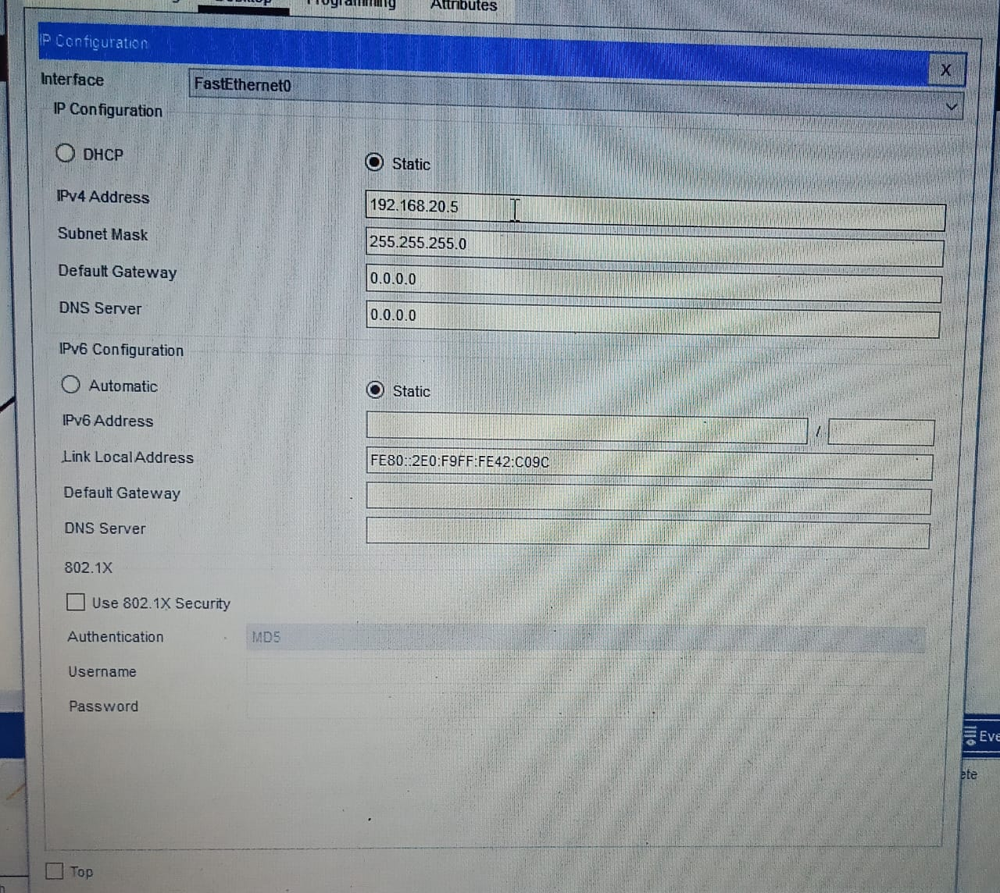 Programming Attributes
IP Configuration
X
Interface FastEthernet0
IP Configuration
DHCP Static
IPv4 Address 192.168.20.5
Subnet Mask 255.255.255.0
Default Gateway 0.0.0.0
DNS Server 0.0.0.0
IPv6 Configuration
Automatic Static
IPv6 Address /
Link Local Address FE80::2E0:F9FF:FE42:C09C
Default Gateway
DNS Server
802.1X
Use 802.1X Security
Authentication MD5
Username
Password
Top